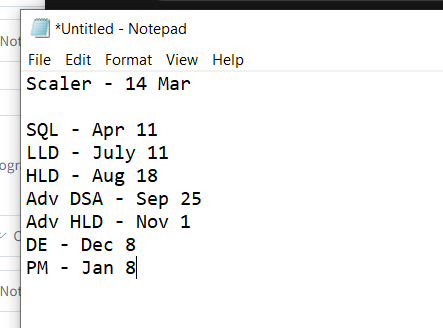 *Untitled - Notepad
File Edit Format View Help
Scaler - 14 Mar
SQL - Apr 11
LLD - July 11
HLD - Aug 18
Adv DSA - Sep 25
Adv HLD - Nov 1
DE - Dec 8
PM - Jan 8